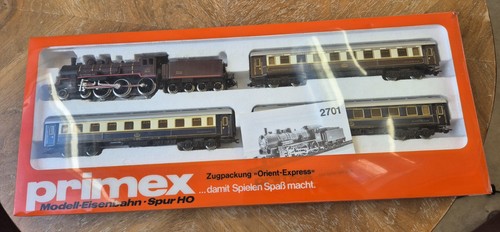 2701
primex
Zugpackung »Orient-Express«
...damit Spielen Spaß macht.
Modell-Eisenbahn · Spur HO